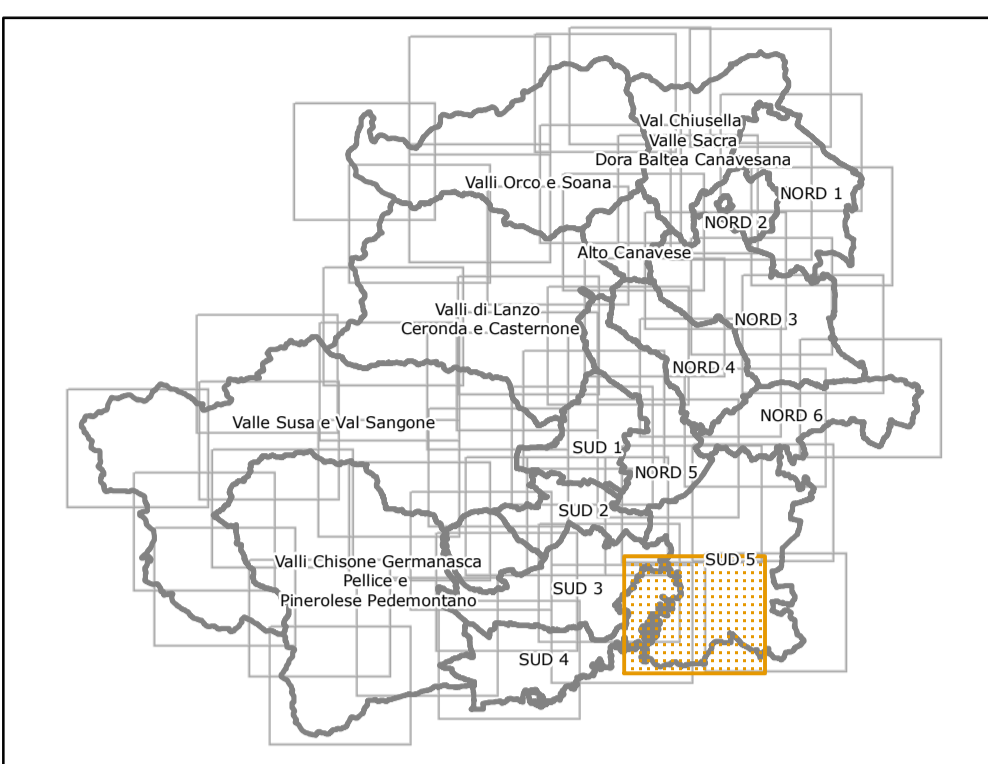 Val Chiusella
Valle Sacra
Dora Baltea Canavesana
Valli Orco e Soana
NORD 1
NORD 2
Alto Canavese
Valli di Lanzo
Ceronda e Casternone
NORD 3
NORD 4
NORD 6
Valle Susa e Val Sangone
SUD 1
NORD 5
SUD 2
Valli Chisone Germanasca
Pellice e
Pinerolese Pedemontano
SUD 5
SUD 3
SUD 4